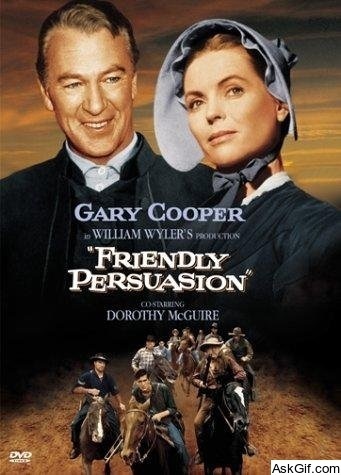 GARY COOPER
in WILLIAM WYLER'S PRODUCTION
"FRIENDLY
PERSUASION"
CO-STARRING
DOROTHY McGUIRE
DVD
AskGif.com